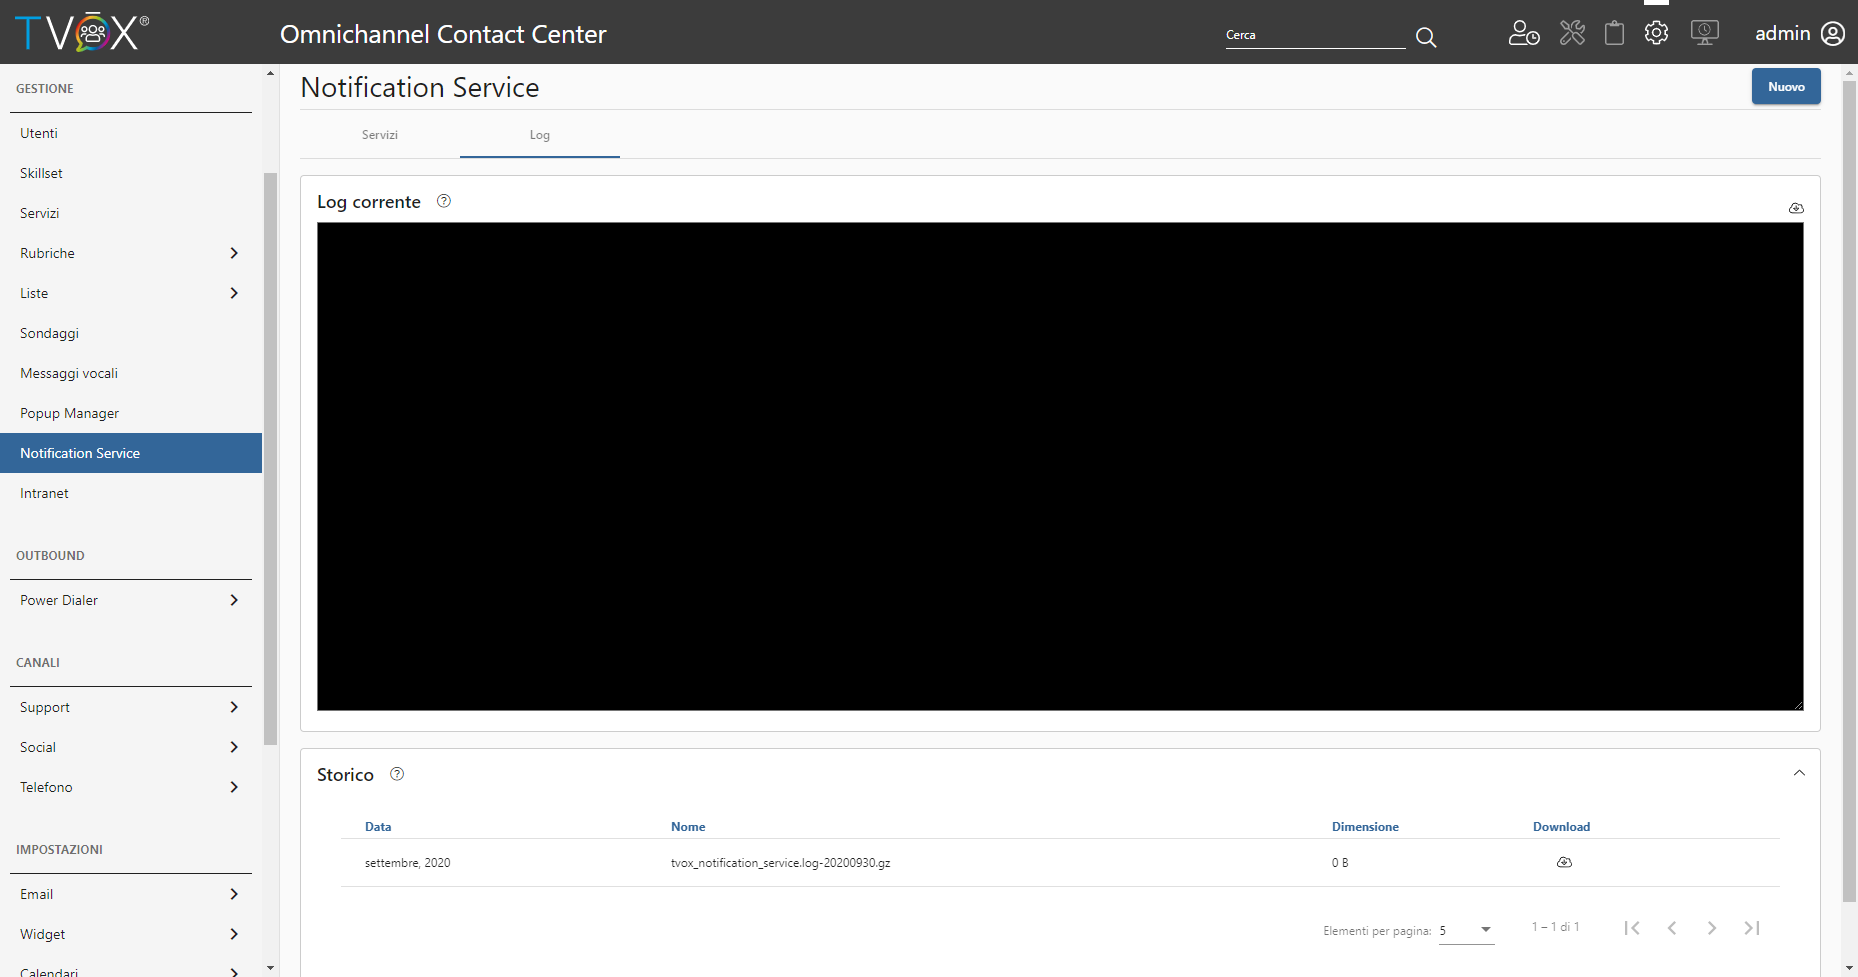 TVOX®
Omnichannel Contact Center
Cerca
admin
GESTIONE
Utenti
Skillset
Servizi
Rubriche
Liste
Sondaggi
Messaggi vocali
Popup Manager
Notification Service
Intranet
OUTBOUND
Power Dialer
CANALI
Support
Social
Telefono
IMPOSTAZIONI
Email
Widget
Calendari
Notification Service
Nuovo
Servizi Log
Log corrente ?
Storico ?
Data Nome Dimensione Download
settembre, 2020 tvox_notification_service.log-20200930.gz 0 B
Elementi per pagina: 5 1 – 1 di 1